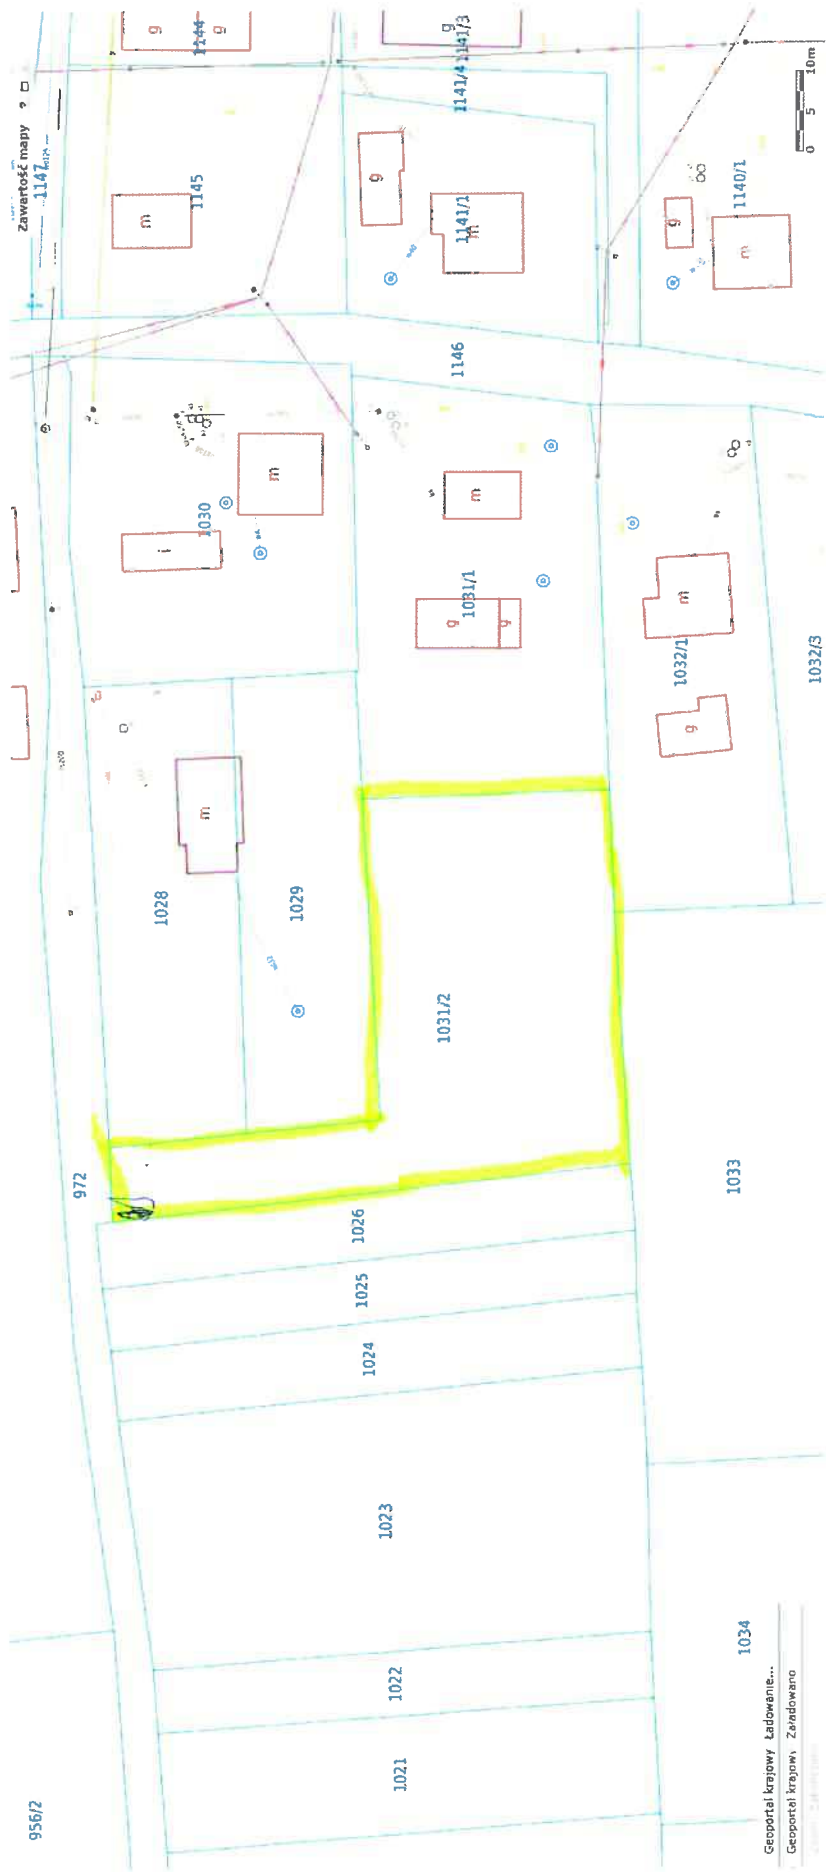 Zawartość mapy ? □
1147
1144
g
g
g
1141/3
1141/4
1145
m
g
1141/1
m
g
m
1140/1
0 5 10m
1146
1030
m
i
1031/1
m
g
g
1032/1
m
g
1032/3
1028
m
1029
1031/2
972
1033
1026
1025
1024
1023
1022
1021
1034
956/2
Geoportal krajowy Ładowanie...
Geoportal krajowy Załadowano